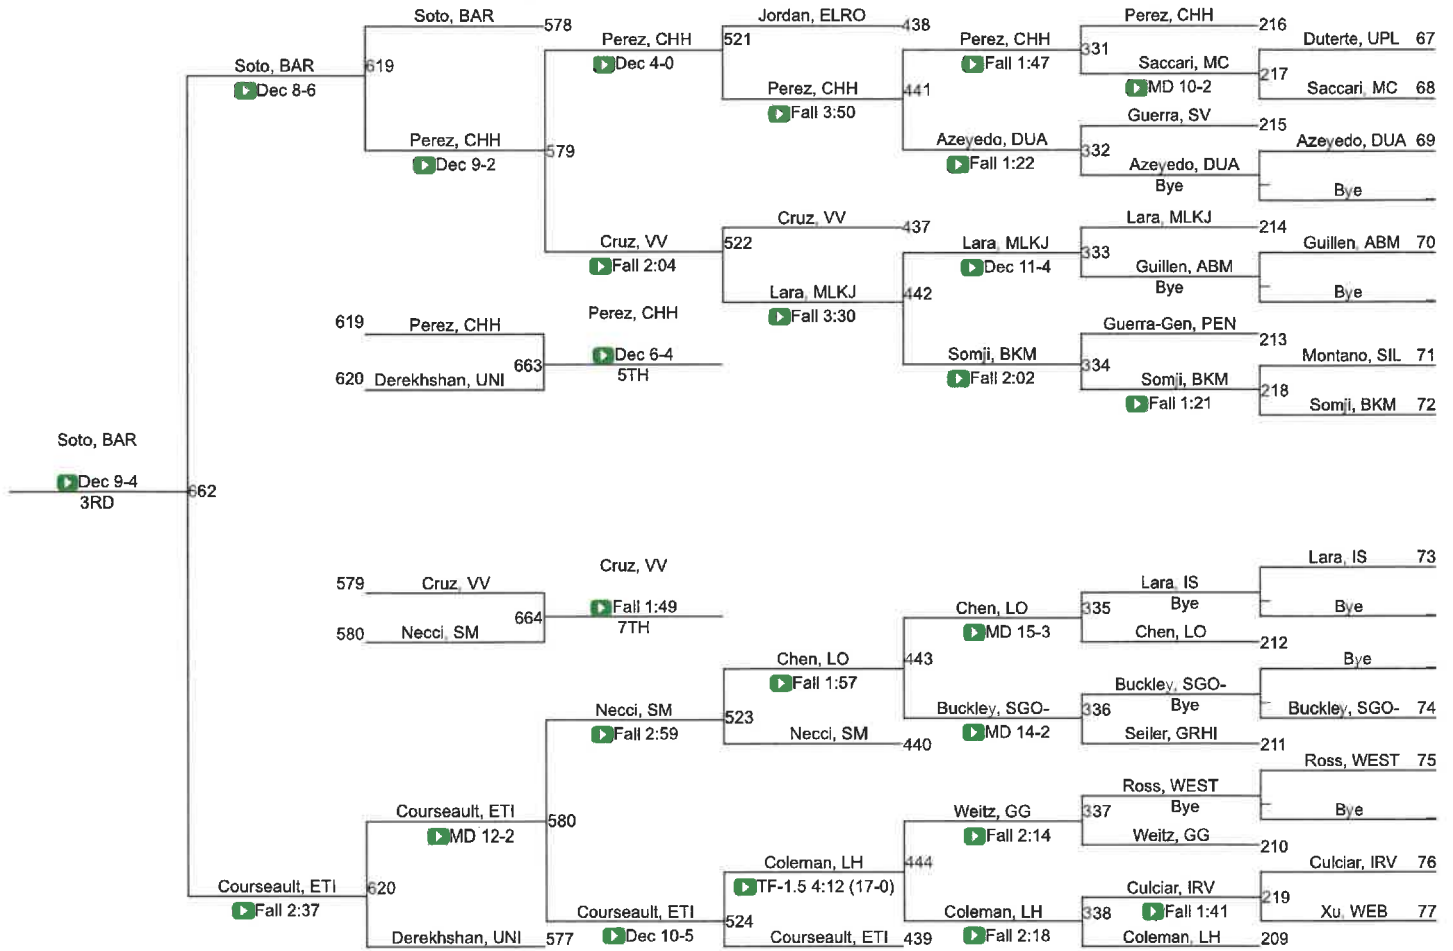 Soto, BAR
578
Jordan, ELRO
438
Perez, CHH
216
Duterte, UPL 67
Perez, CHH
Dec 4-0
521
Perez, CHH
Fall 1:47
331
Saccari, MC
MD 10-2
217
Saccari, MC 68
Soto, BAR
Dec 8-6
619
Perez, CHH
Fall 3:50
441
Guerra, SV
215
Azeyedo, DUA 69
Perez, CHH
Dec 9-2
579
Azeyedo, DUA
Fall 1:22
332
Azeyedo, DUA
Bye
Bye
Cruz, VV
437
Lara, MLKJ
214
Cruz, VV
Fall 2:04
522
Lara, MLKJ
Dec 11-4
333
Guillen, ABM 70
Guillen, ABM
Bye
Bye
Lara, MLKJ
Fall 3:30
442
619 Perez, CHH
Perez, CHH
Dec 6-4
5TH
663
620 Derekhshan, UNI
Guerra-Gen, PEN
213
Somji, BKM
Fall 2:02
334
Montano, SIL 71
Somji, BKM
Fall 1:21
218
Somji, BKM 72
Soto, BAR
Dec 9-4
3RD
662
579 Cruz, VV
Cruz, VV
Fall 1:49
7TH
664
580 Necci, SM
Lara, IS 73
Lara, IS
Bye
Bye
Chen, LO
MD 15-3
335
Chen, LO
212
Chen, LO
Fall 1:57
443
Bye
Buckley, SGO-
Bye
Buckley, SGO- 74
Necci, SM
Fall 2:59
523
Buckley, SGO-
MD 14-2
336
Necci, SM
440
Seiler, GRHI
211
Ross, WEST 75
Ross, WEST
Bye
Bye
Courseault, ETI
MD 12-2
580
Weitz, GG
Fall 2:14
337
Weitz, GG
210
Coleman, LH
TF-1.5 4:12 (17-0)
444
Culciar, IRV 76
Courseault, ETI
Fall 2:37
620
Culciar, IRV
Fall 1:41
219
Courseault, ETI
Dec 10-5
524
Coleman, LH
Fall 2:18
338
Xu, WEB 77
Derekhshan, UNI
577
Courseault, ETI
439
Coleman, LH
209